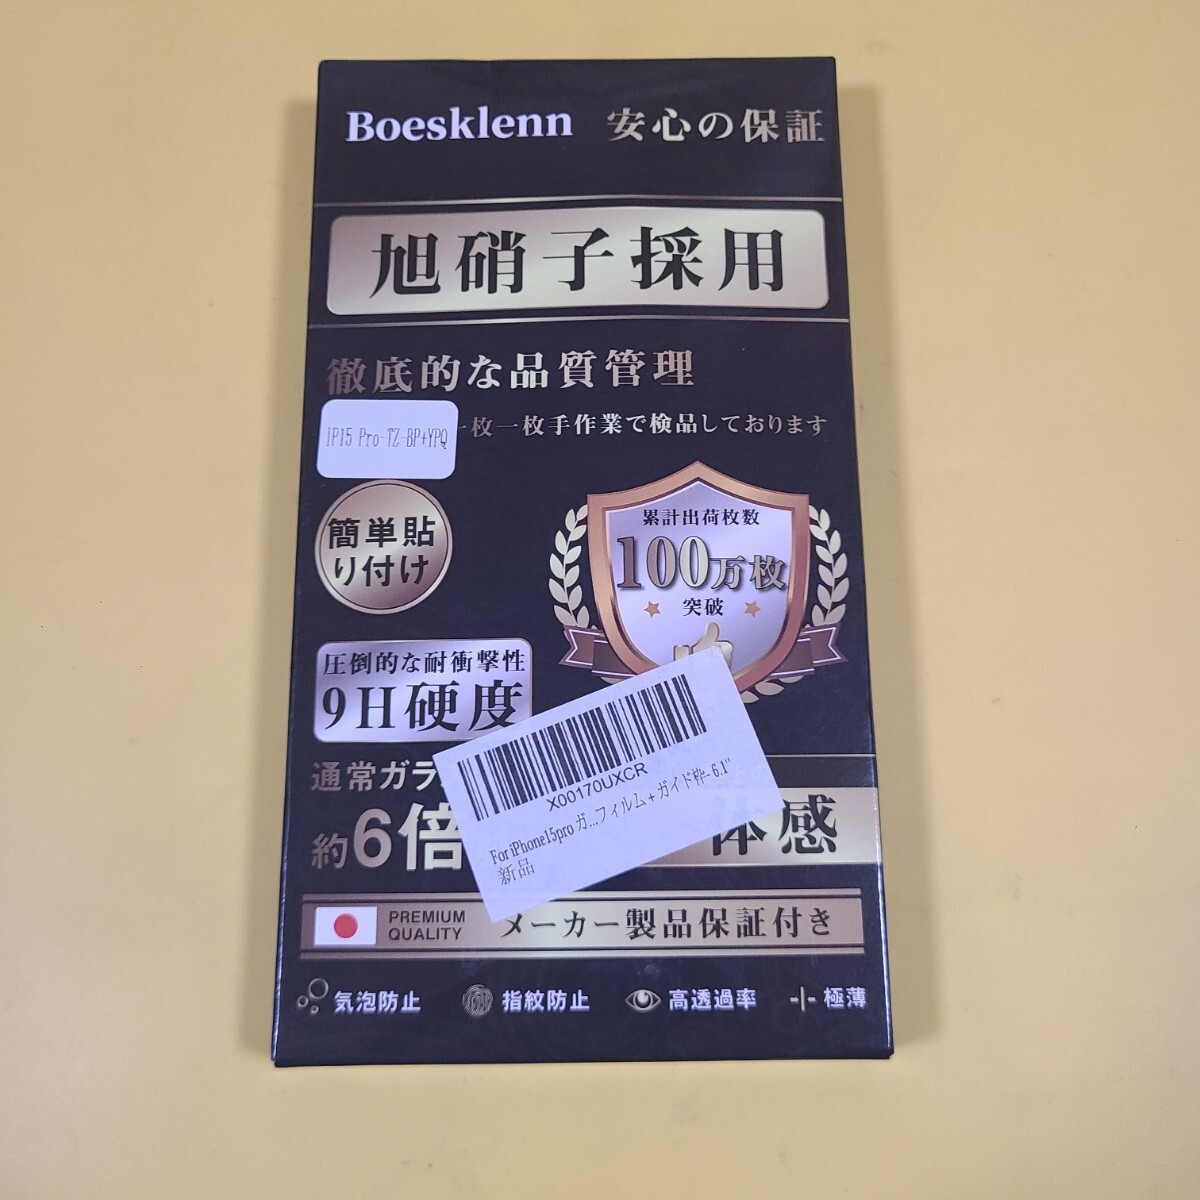 Boesklenn 安心の保証
旭硝子採用
徹底的な品質管理
一枚一枚手作業で検品しております
IP15 Pro-TZ-BP+YPQ
簡単貼
り付け
累計出荷枚数
100万枚
突破
圧倒的な耐衝撃性
9H硬度
通常ガラ
約6倍
体感
X00170UXCR
For iPhone15pro ガ...フィルム + ガイド枠- 6.1"
新品
PREMIUM
QUALITY
メーカー製品保証付き
気泡防止 指紋防止 高透過率 極薄